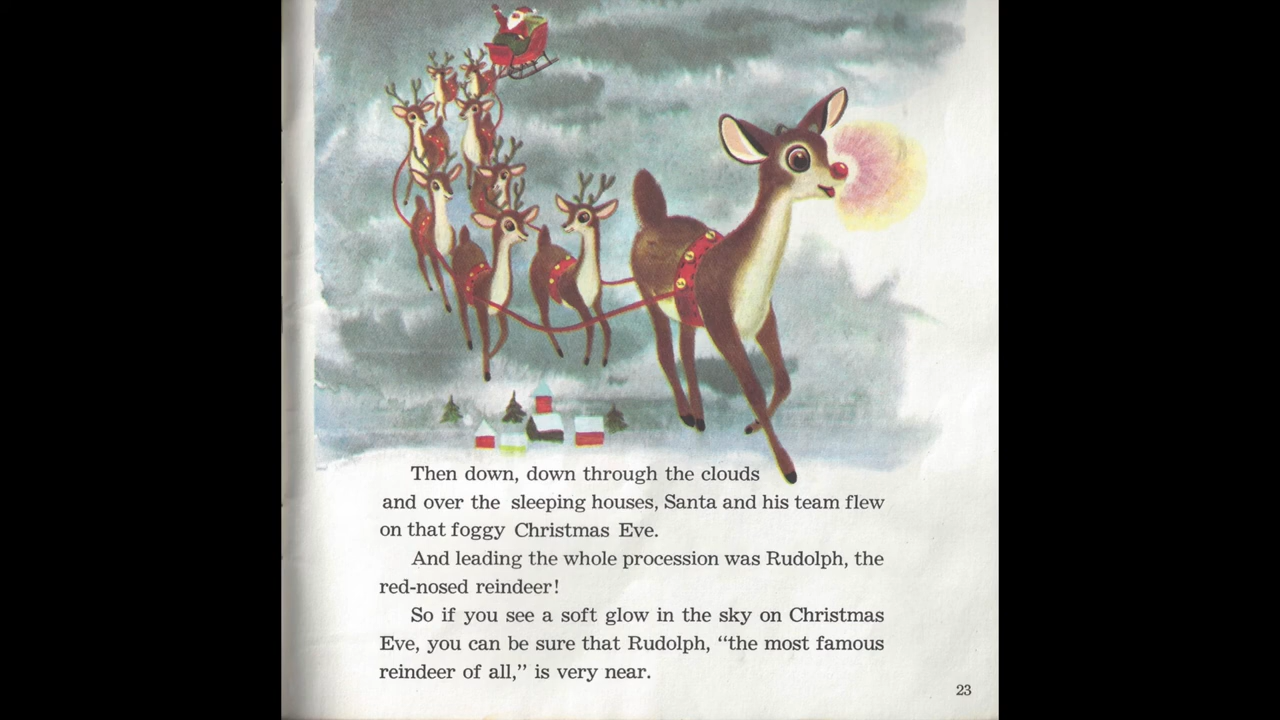 Then down, down through the clouds
and over the sleeping houses, Santa and his team flew
on that foggy Christmas Eve.
And leading the whole procession was Rudolph, the
red-nosed reindeer!
So if you see a soft glow in the sky on Christmas
Eve, you can be sure that Rudolph, “the most famous
reindeer of all,” is very near.
23